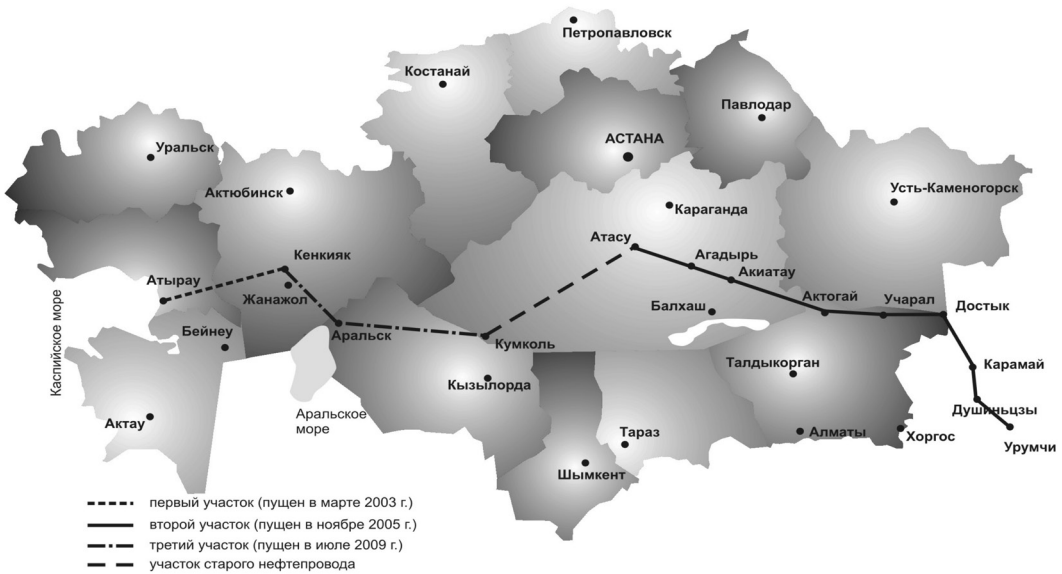 Петропавловск
Костанай
Павлодар
Уральск
АСТАНА
Актюбинск
Усть-Каменогорск
Караганда
Атасу
Кенкияк
Агадырь
Акиатау
Атырау
Жанажол
Балхаш
Актогай
Учарал
Достык
Каспийское море
Бейнеу
Аральск
Кумколь
Талдыкорган
Карамай
Кызылорда
Душиньцзы
Аральское
море
Актау
Тараз
Алматы
Хоргос
Урумчи
Шымкент
первый участок (пущен в марте 2003 г.)
второй участок (пущен в ноябре 2005 г.)
третий участок (пущен в июле 2009 г.)
участок старого нефтепровода